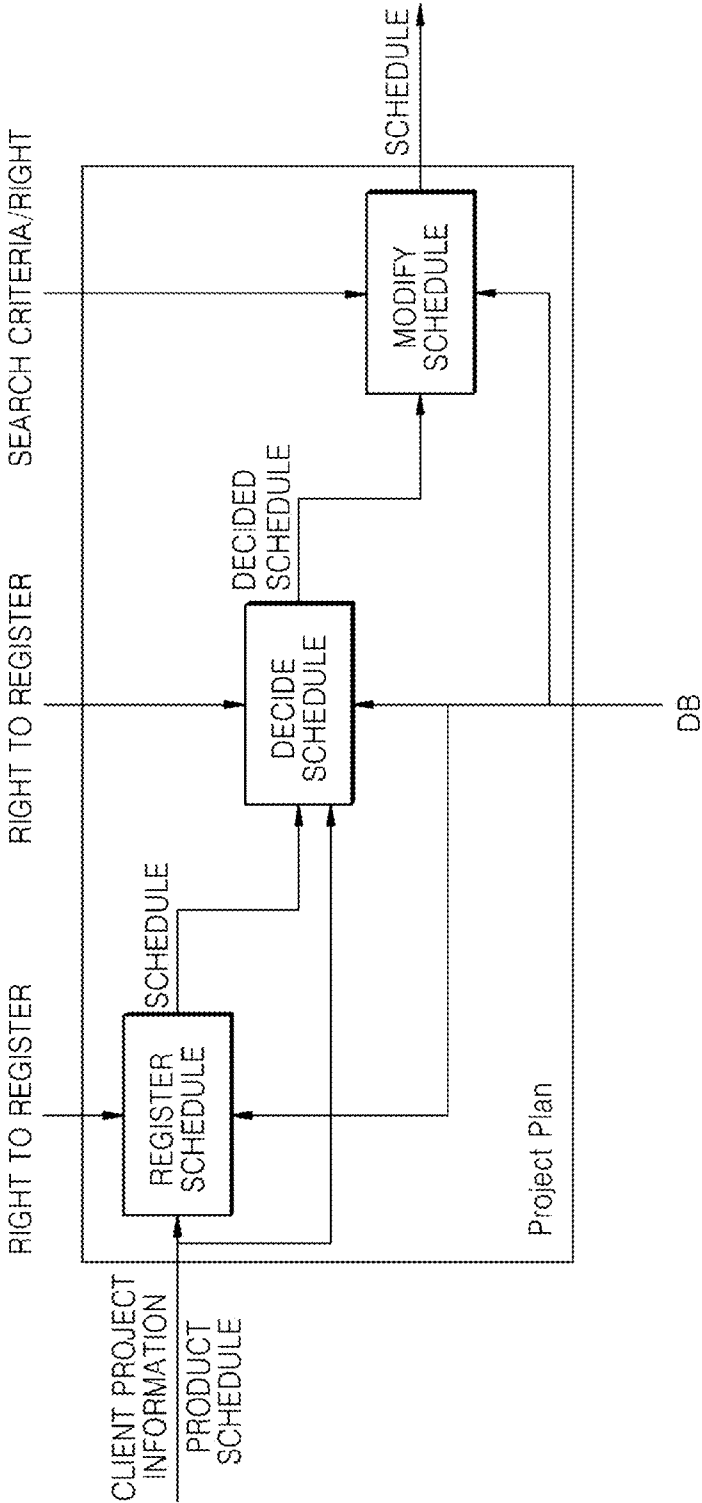 RIGHT TO REGISTER
RIGHT TO REGISTER
SEARCH CRITERIA/RIGHT
CLIENT PROJECT
INFORMATION
PRODUCT
SCHEDULE
REGISTER
SCHEDULE
SCHEDULE
DECIDE
SCHEDULE
DECIDED
SCHEDULE
MODIFY
SCHEDULE
SCHEDULE
Project Plan
DB